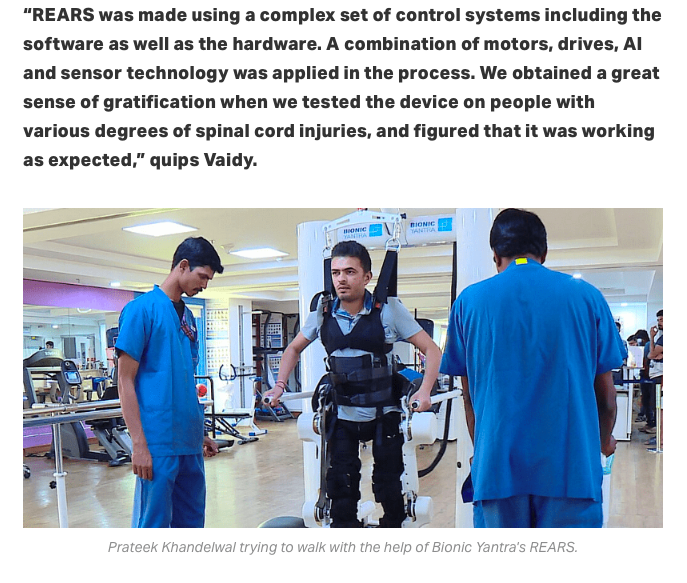 “REARS was made using a complex set of control systems including the
software as well as the hardware. A combination of motors, drives, AI
and sensor technology was applied in the process. We obtained a great
sense of gratification when we tested the device on people with
various degrees of spinal cord injuries, and figured that it was working
as expected,” quips Vaidy.
BIONIC
YANTRA
BIONIC
YANTRA
Prateek Khandelwal trying to walk with the help of Bionic Yantra's REARS.